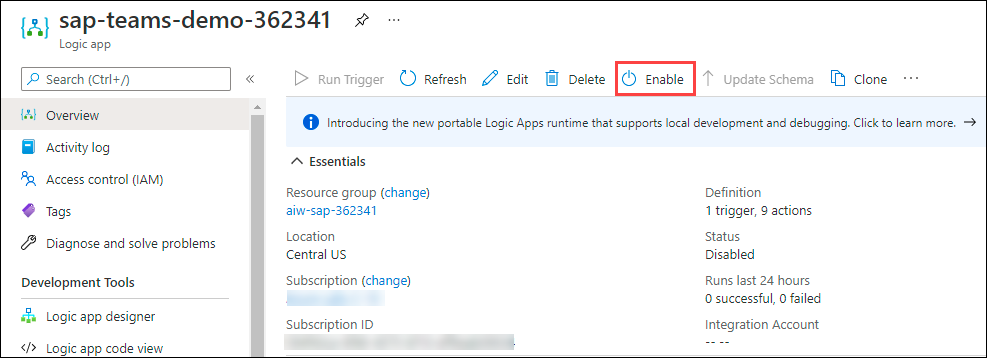 sap-teams-demo-362341
Logic app
Search (Ctrl+/)
Overview
Activity log
Access control (IAM)
Tags
Diagnose and solve problems
Development Tools
Logic app designer
Logic app code view
Run Trigger Refresh Edit Delete Enable Update Schema Clone
Introducing the new portable Logic Apps runtime that supports local development and debugging. Click to learn more.
Essentials
Resource group (change)
aiw-sap-362341
Location
Central US
Subscription (change)
Subscription ID
Definition
1 trigger, 9 actions
Status
Disabled
Runs last 24 hours
0 successful, 0 failed
Integration Account
-- --